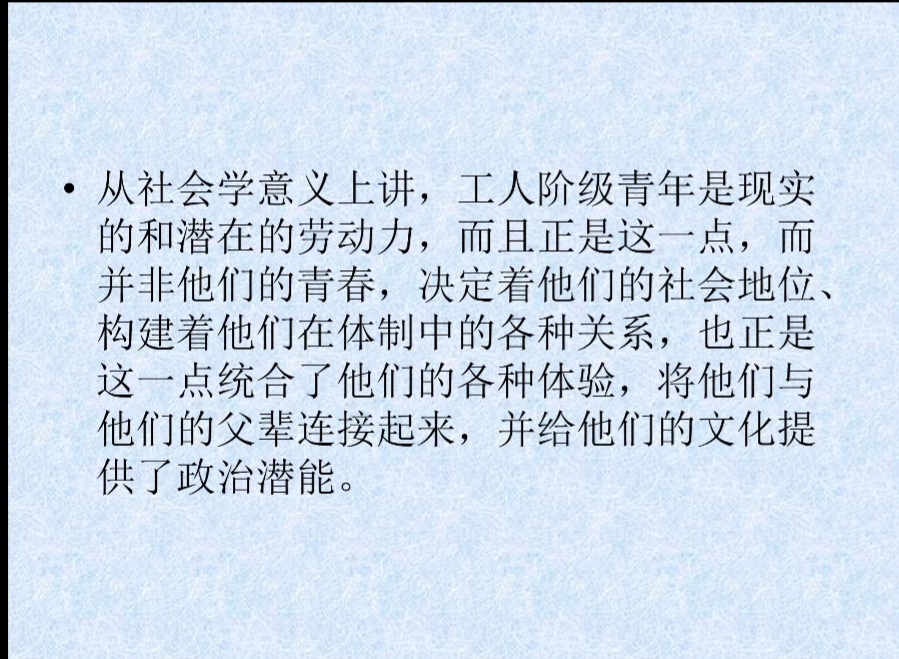 • 从社会学意义上讲，工人阶级青年是现实
的和潜在的劳动力，而且正是这一点，而
并非他们的青春，决定着他们的社会地位、
构建着他们在体制中的各种关系，也正是
这一点统合了他们的各种体验，将他们与
他们的父辈连接起来，并给他们的文化提
供了政治潜能。